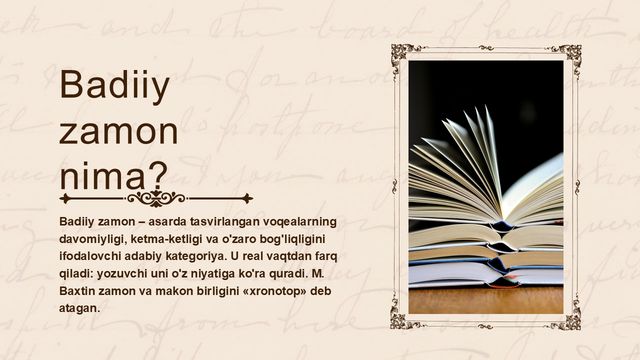 Badiiy
zamon
nima?
Badiiy zamon – asarda tasvirlangan voqealarning
davomiyligi, ketma-ketligi va o'zaro bog'liqligini
ifodalovchi adabiy kategoriya. U real vaqtdan farq
qiladi: yozuvchi uni o'z niyatiga ko'ra quradi. M.
Baxtin zamon va makon birligini «xronotop» deb
atagan.